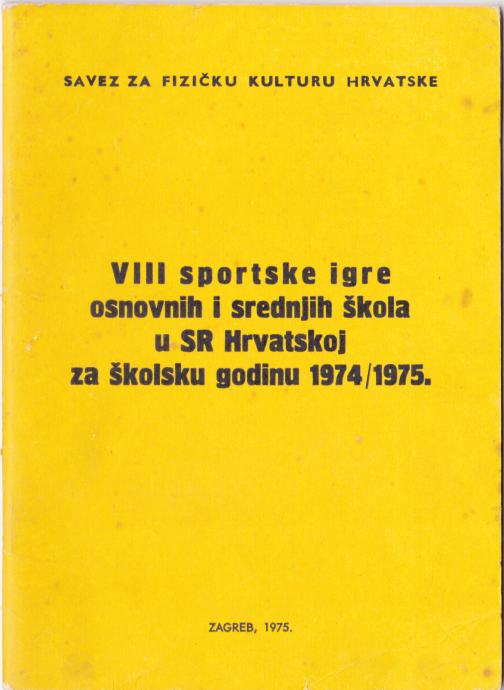 SAVEZ ZA FIZIČKU KULTURU HRVATSKE
VIII sportske igre
osnovnih i srednjih škola
u SR Hrvatskoj
za školsku godinu 1974/1975.
ZAGREB, 1975.